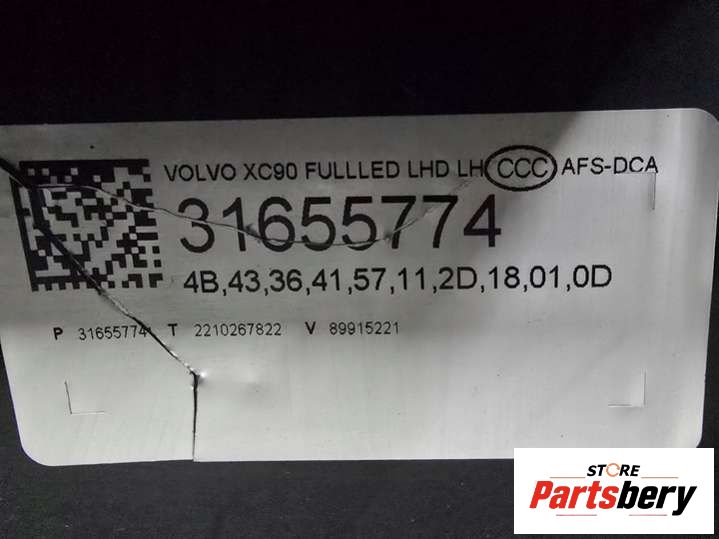 VOLVO XC90 FULLLED LHD LH CCC AFS-DCA
31655774
4B,43,36,41,57,11,2D,18,01,0D
P 31655774 T 2210267822 V 89915221
STORE
Partsbery